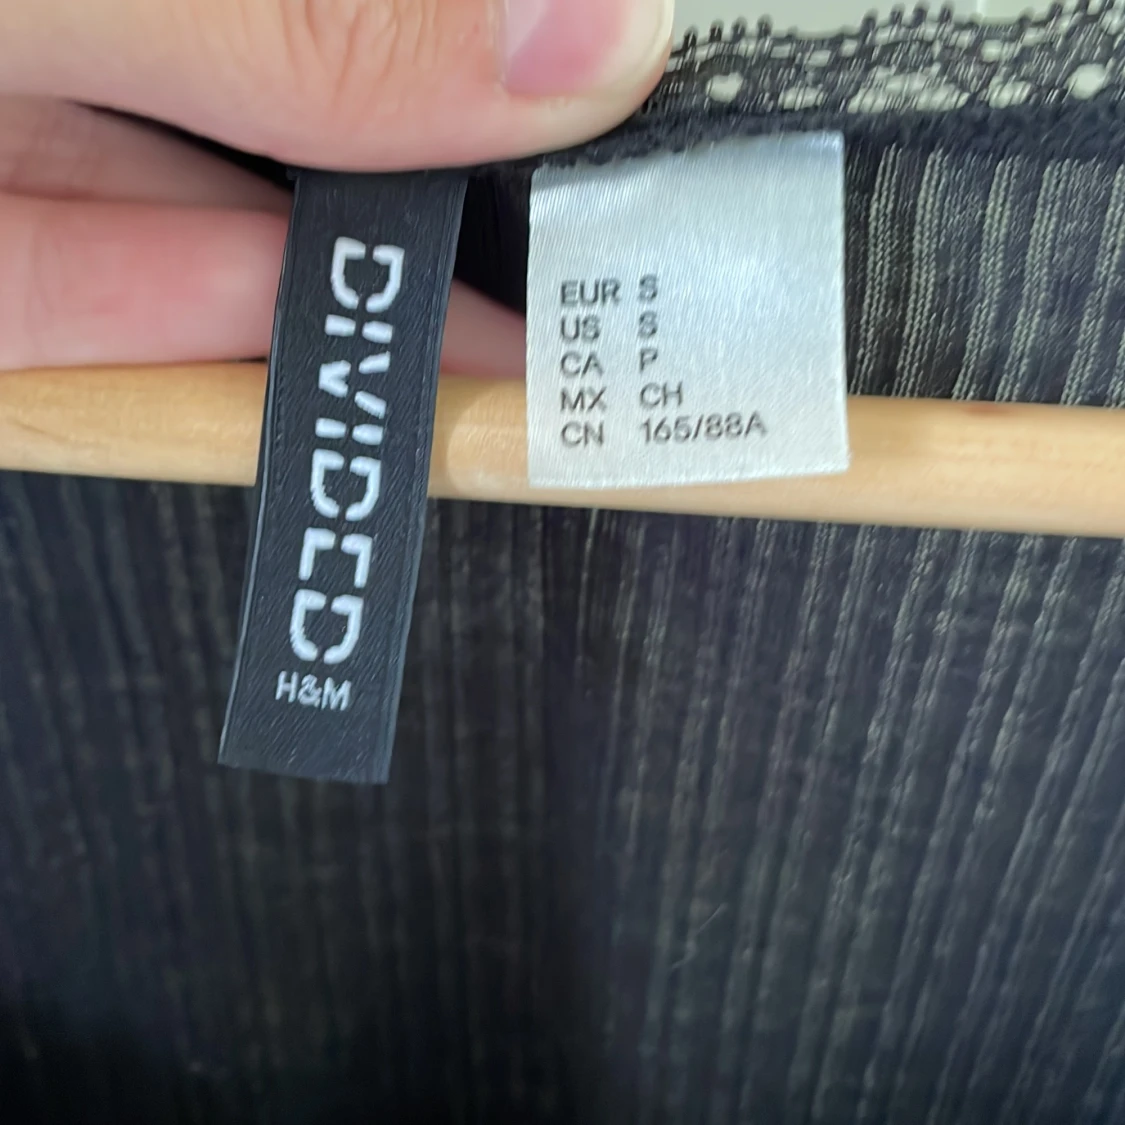 DIVIDED
H&M
EUR S
US S
CA P
MX CH
CN 165/88A